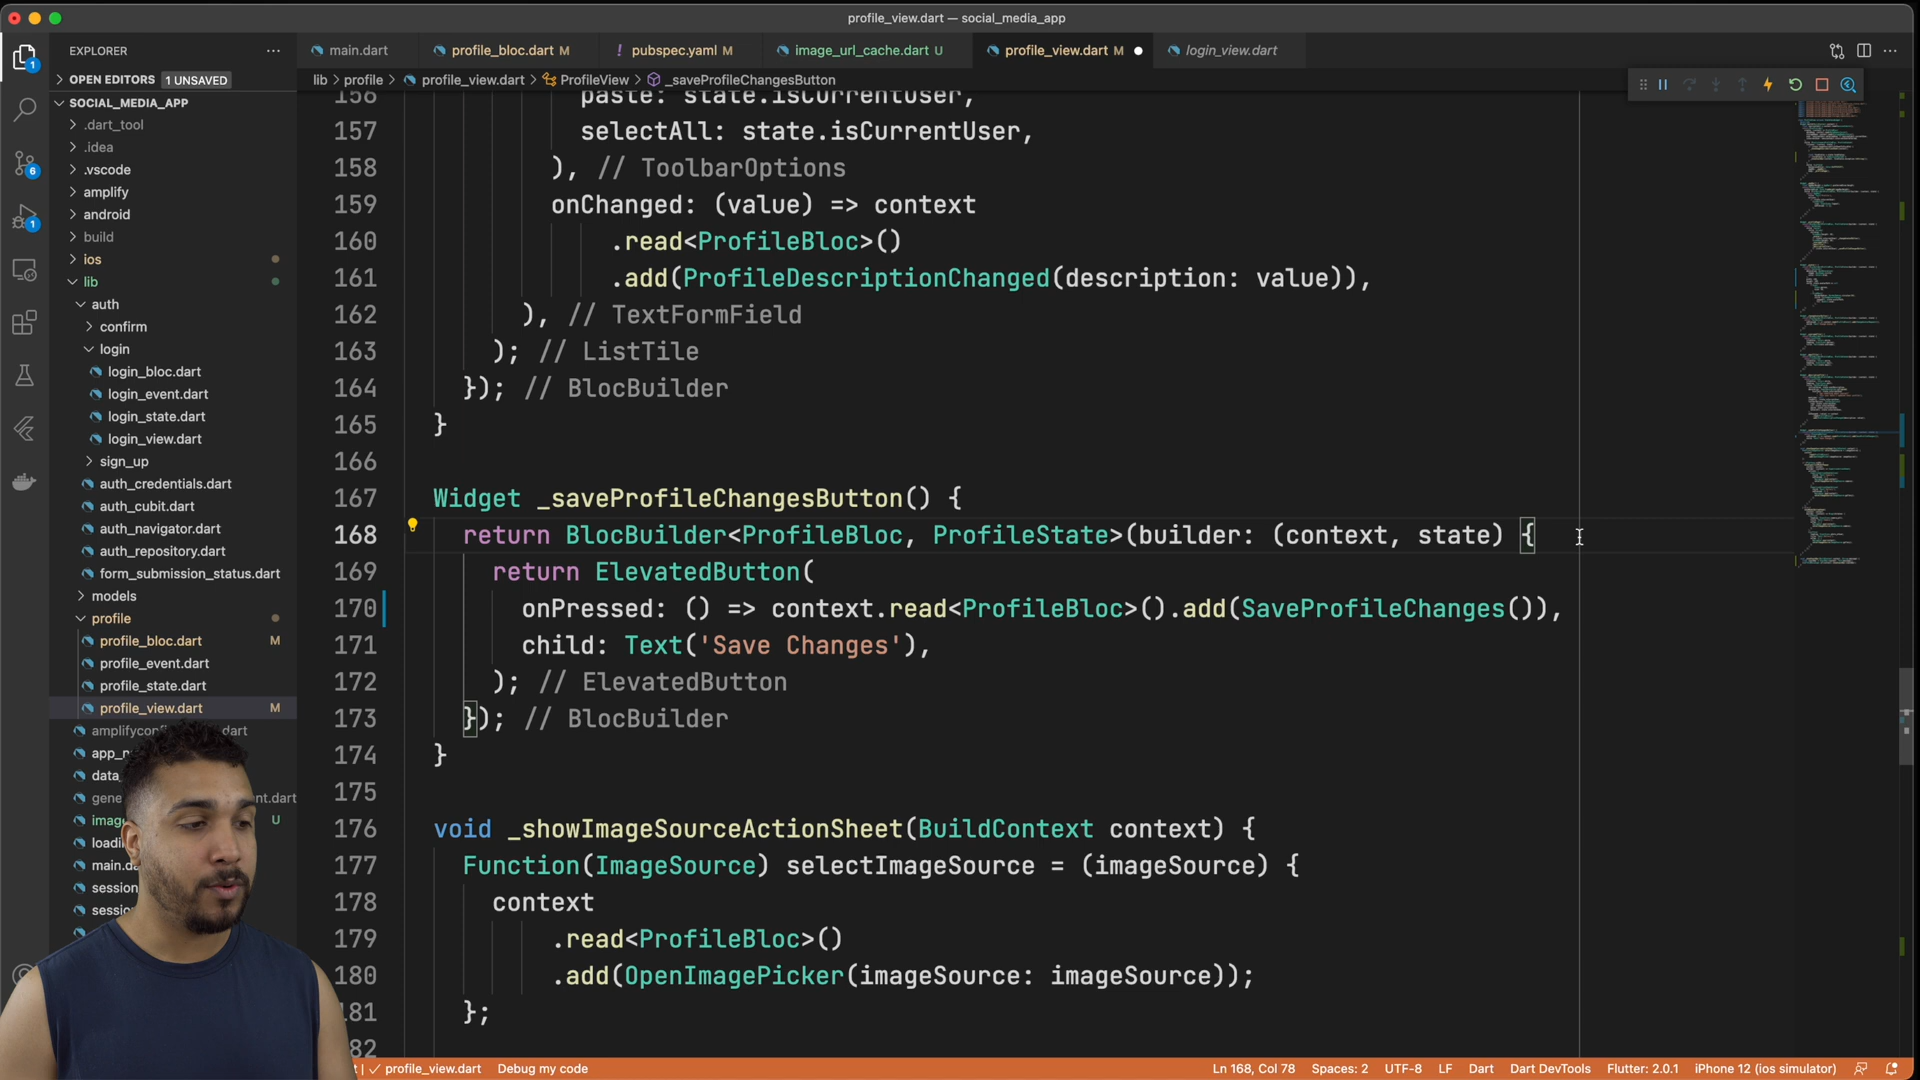 profile_view.dart — social_media_app
EXPLORER
main.dart
profile_bloc.dart M
! pubspec.yaml M
image_url_cache.dart U
profile_view.dart M
login_view.dart
OPEN EDITORS 1 UNSAVED
lib > profile > profile_view.dart > ProfileView > _saveProfileChangesButton
SOCIAL_MEDIA_APP
.dart_tool
.idea
.vscode
amplify
android
build
ios
lib
auth
confirm
login
login_bloc.dart
login_event.dart
login_state.dart
login_view.dart
sign_up
auth_credentials.dart
auth_cubit.dart
auth_navigator.dart
auth_repository.dart
form_submission_status.dart
models
profile
profile_bloc.dart M
profile_event.dart
profile_state.dart
profile_view.dart M
1
6
1
156 paste: state.isCurrentUser,
157 selectAll: state.isCurrentUser,
158 ), // ToolbarOptions
159 onChanged: (value) => context
160 .read<ProfileBloc>()
161 .add(ProfileDescriptionChanged(description: value)),
162 ), // TextFormField
163 ); // ListTile
164 }); // BlocBuilder
165 }
166
167 Widget _saveProfileChangesButton() {
168 return BlocBuilder<ProfileBloc, ProfileState>(builder: (context, state) {
169 return ElevatedButton(
170 onPressed: () => context.read<ProfileBloc>().add(SaveProfileChanges()),
171 child: Text('Save Changes'),
172 ); // ElevatedButton
173 }); // BlocBuilder
174 }
175
176 void _showImageSourceActionSheet(BuildContext context) {
177 Function(ImageSource) selectImageSource = (imageSource) {
178 context
179 .read<ProfileBloc>()
180 .add(OpenImagePicker(imageSource: imageSource));
181 };
182
profile_view.dart Debug my code Ln 168, Col 78 Spaces: 2 UTF-8 LF Dart Dart DevTools Flutter: 2.0.1 iPhone 12 (ios simulator)